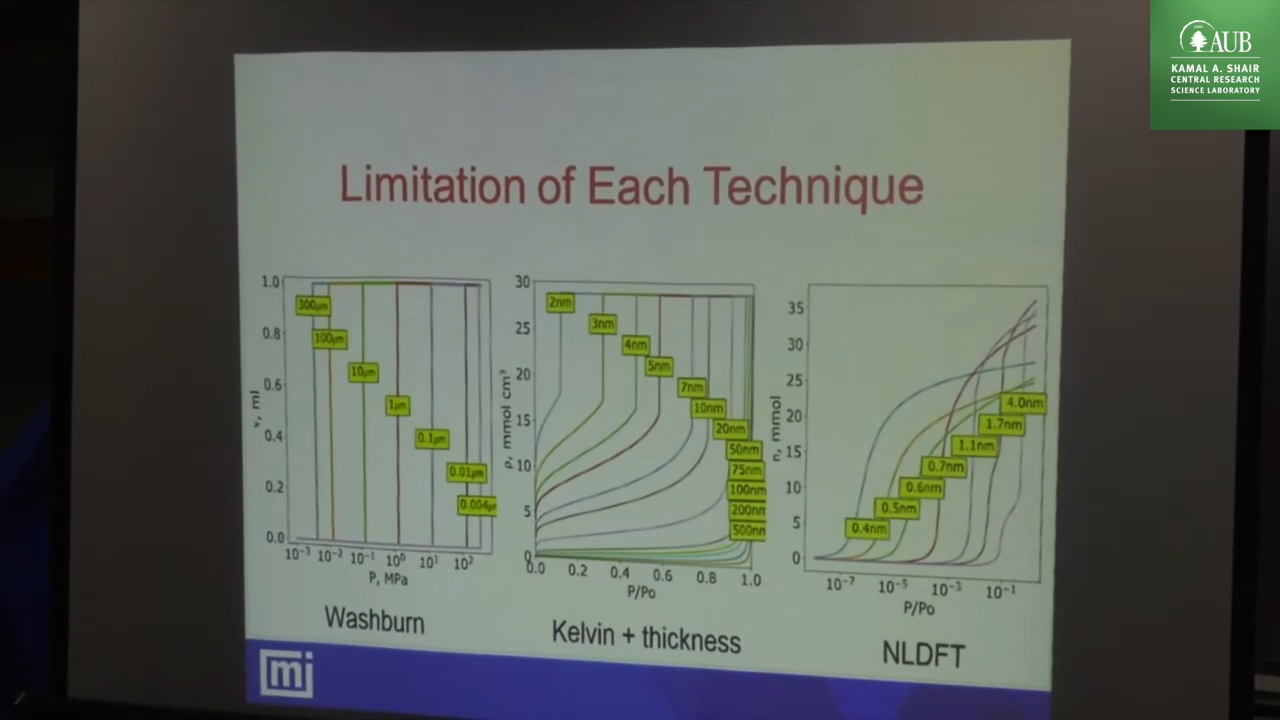 AUB
KAMAL A. SHAIR
CENTRAL RESEARCH
SCIENCE LABORATORY
Limitation of Each Technique
1.0
0.8
0.6
0.4
0.2
0.0
v, ml
300μm
100μm
10μm
1μm
0.1μm
0.01μm
0.004μm
10⁻³ 10⁻² 10⁻¹ 10⁰ 10¹ 10²
P, MPa
Washburn
30
25
20
15
10
5
0
ρ, mmol cm³
2nm
3nm
4nm
5nm
7nm
10nm
20nm
50nm
75nm
100nm
200nm
500nm
0.0 0.2 0.4 0.6 0.8 1.0
P/Po
Kelvin + thickness
35
30
25
20
15
10
5
0
n, mmol
4.0nm
1.7nm
1.1nm
0.7nm
0.6nm
0.5nm
0.4nm
10⁻⁷ 10⁻⁵ 10⁻³ 10⁻¹
P/Po
NLDFT
mi